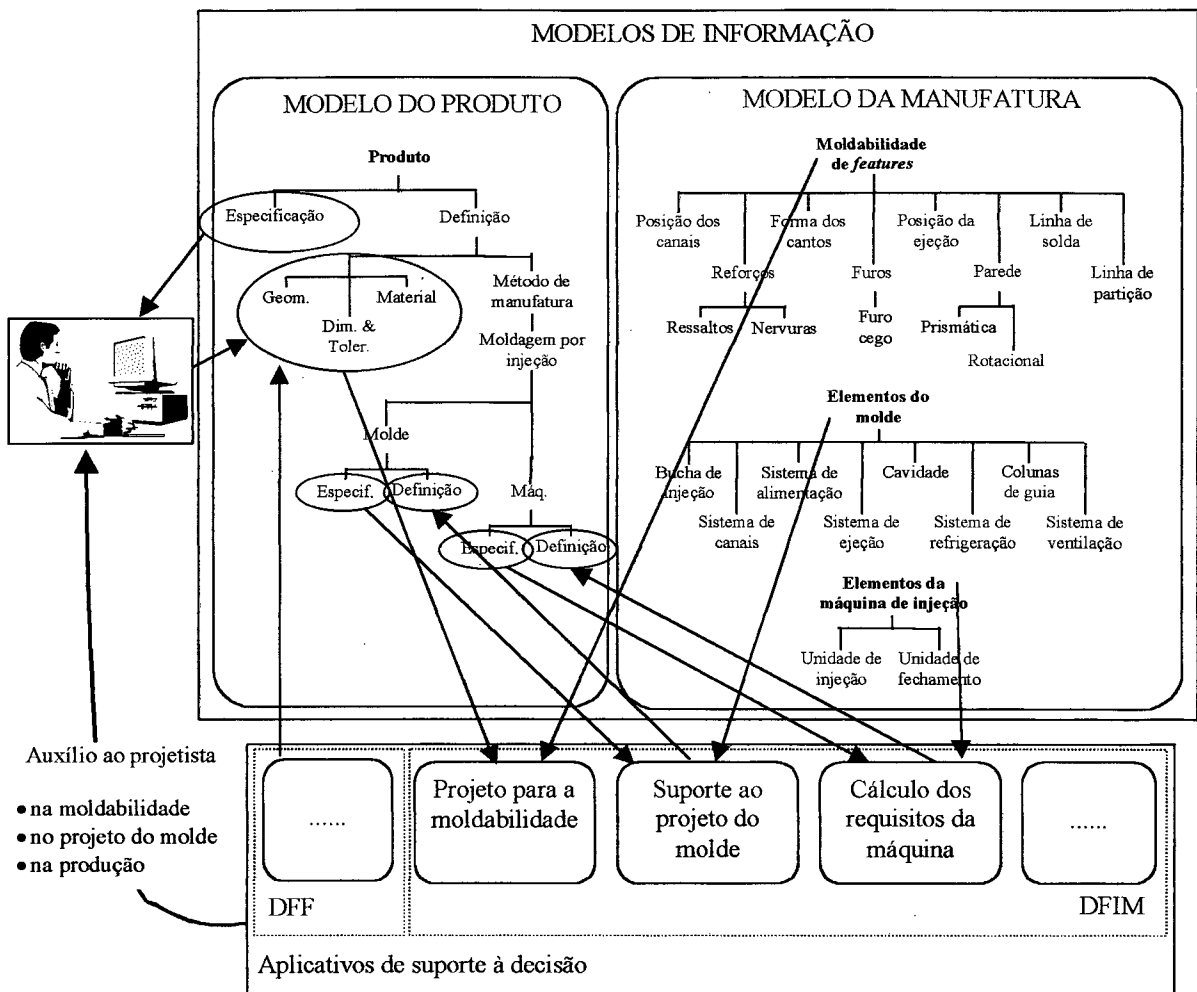 MODELOS DE INFORMAÇÃO
MODELO DO PRODUTO
Produto
Especificação
Definição
Geom.
Material
Dim. &
Toler.
Método de
manufatura
Moldagem por
injeção
Molde
Especif.
Definição
Máq.
Especif.
Definição
MODELO DA MANUFATURA
Moldabilidade
de features
Posição dos
canais
Forma dos
cantos
Posição da
ejeção
Linha
de solda
Reforços
Furos
Parede
Linha de
partição
Ressaltos
Nervuras
Furo
cego
Prismática
Rotacional
Elementos do
molde
Bucha de
injeção
Sistema de
alimentação
Cavidade
Colunas
de guia
Sistema de
canais
Sistema de
ejeção
Sistema de
refrigeração
Sistema de
ventilação
Elementos da
máquina de injeção
Unidade de
injeção
Unidade de
fechamento
Auxílio ao projetista
• na moldabilidade
• no projeto do molde
• na produção
......
DFF
Projeto para a
moldabilidade
Suporte ao
projeto do
molde
Cálculo dos
requisitos da
máquina
......
DFIM
Aplicativos de suporte à decisão